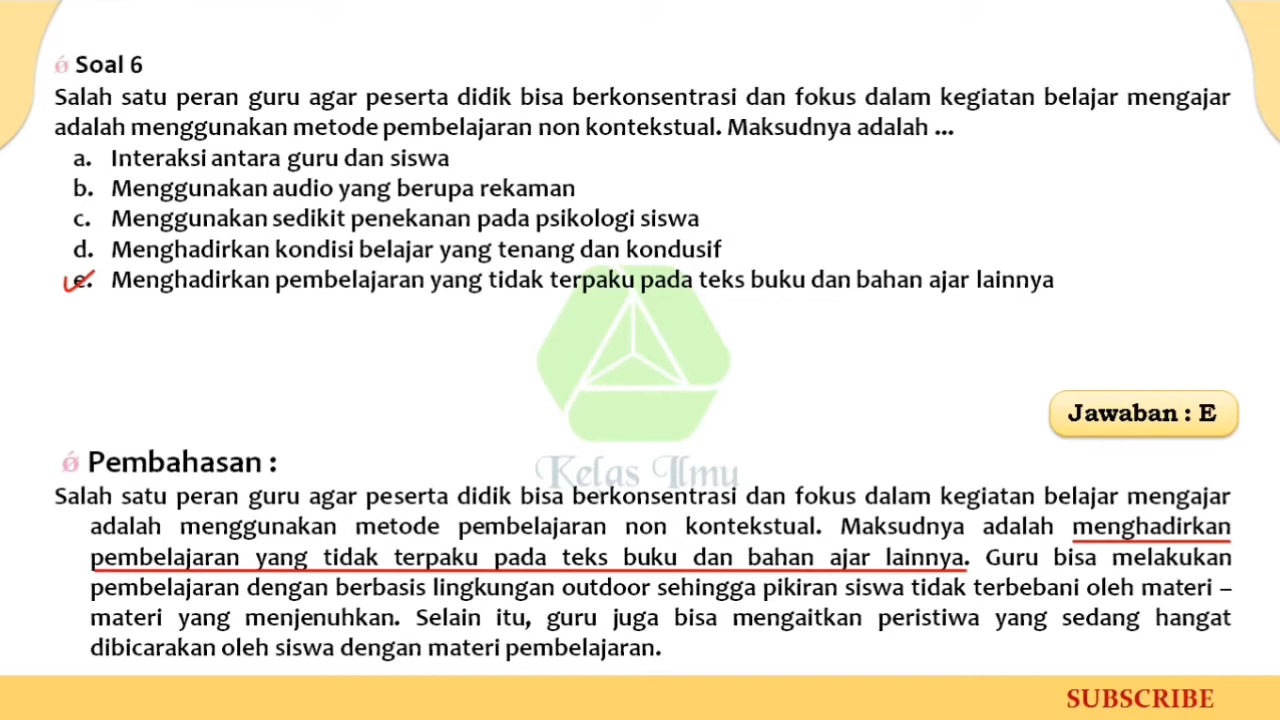 ǿ Soal 6
Salah satu peran guru agar peserta didik bisa berkonsentrasi dan fokus dalam kegiatan belajar mengajar
adalah menggunakan metode pembelajaran non kontekstual. Maksudnya adalah ...
a. Interaksi antara guru dan siswa
b. Menggunakan audio yang berupa rekaman
c. Menggunakan sedikit penekanan pada psikologi siswa
d. Menghadirkan kondisi belajar yang tenang dan kondusif
e. Menghadirkan pembelajaran yang tidak terpaku pada teks buku dan bahan ajar lainnya
Jawaban : E
ǿ Pembahasan :
Kelas Ilmu
Salah satu peran guru agar peserta didik bisa berkonsentrasi dan fokus dalam kegiatan belajar mengajar
adalah menggunakan metode pembelajaran non kontekstual. Maksudnya adalah menghadirkan
pembelajaran yang tidak terpaku pada teks buku dan bahan ajar lainnya. Guru bisa melakukan
pembelajaran dengan berbasis lingkungan outdoor sehingga pikiran siswa tidak terbebani oleh materi –
materi yang menjenuhkan. Selain itu, guru juga bisa mengaitkan peristiwa yang sedang hangat
dibicarakan oleh siswa dengan materi pembelajaran.
SUBSCRIBE